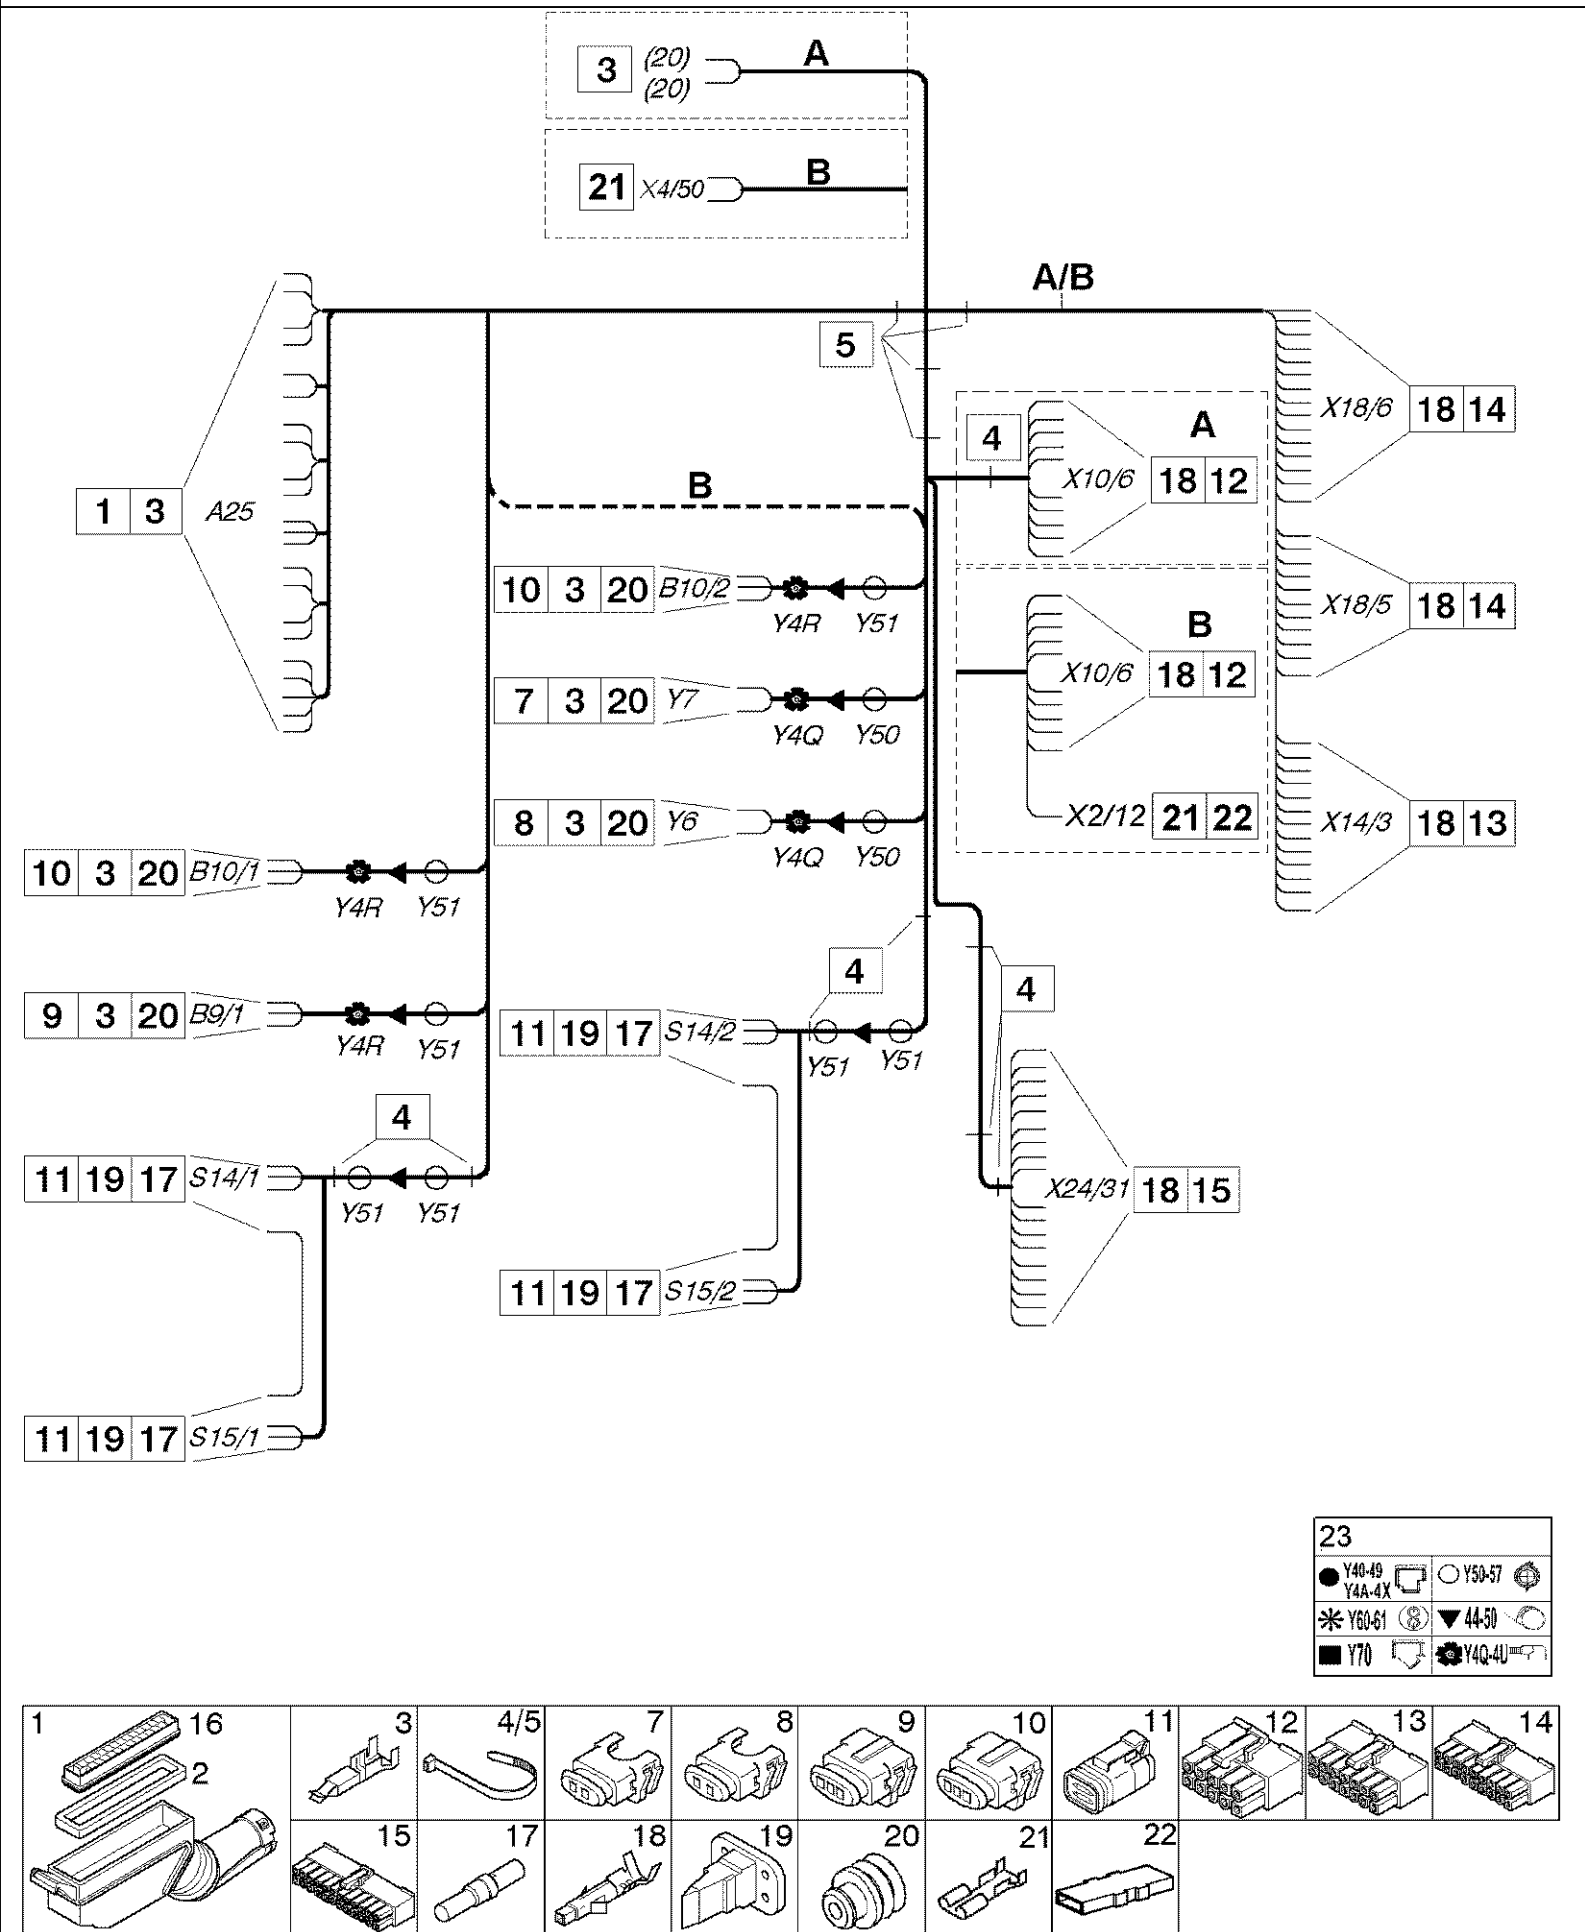 3 (20) A
(20)
21 X4/50 B
A/B
5
X18/6 18 14
4 A
X10/6 18 12
B
1 3 A25
10 3 20 B10/2
Y4R Y51
X18/5 18 14
B
X10/6 18 12
7 3 20 Y7
Y4Q Y50
8 3 20 Y6
Y4Q Y50
X2/12 21 22
X14/3 18 13
10 3 20 B10/1
Y4R Y51
4
4
9 3 20 B9/1
Y4R Y51
11 19 17 S14/2
Y51 Y51
4
11 19 17 S14/1
Y51 Y51
X24/31 18 15
11 19 17 S15/2
11 19 17 S15/1
23
Y40-49
Y4A-4X
Y50-57
Y60-61 44-50
Y70 Y4Q-4U
1 16 2 3 4/5 7 8 9 10 11 12 13 14
15 17 18 19 20 21 22